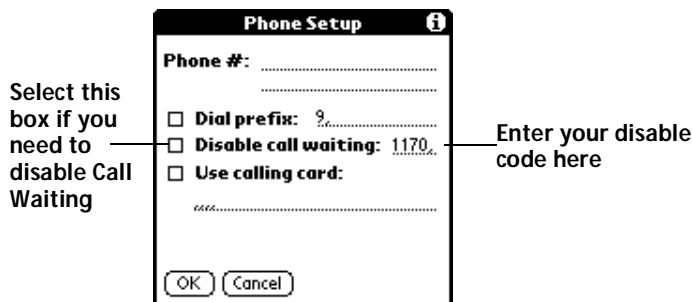 Phone Setup
Phone #:
Select this
box if you
need to
disable Call
Waiting
Dial prefix: 9,
Disable call waiting: 1170,
Use calling card:
,,,,
Enter your disable
code here
OK Cancel